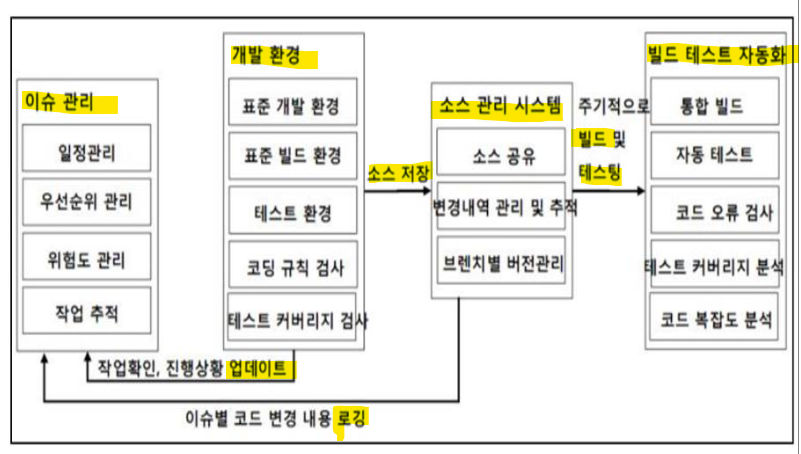 이슈 관리
일정관리
우선순위 관리
위험도 관리
작업 추적
개발 환경
표준 개발 환경
표준 빌드 환경
테스트 환경
코딩 규칙 검사
테스트 커버리지 검사
소스 저장
소스 관리 시스템
소스 공유
변경내역 관리 및 추적
브렌치별 버전관리
주기적으로
빌드 및
테스팅
빌드 테스트 자동화
통합 빌드
자동 테스트
코드 오류 검사
테스트 커버리지 분석
코드 복잡도 분석
작업확인, 진행상황 업데이트
이슈별 코드 변경 내용 로깅